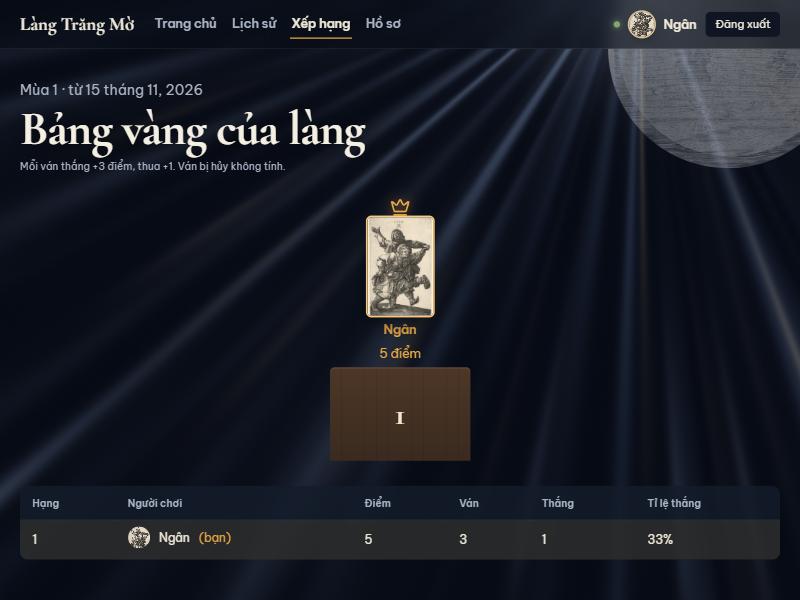 Làng Trăng Mờ
Trang chủ
Lịch sử
Xếp hạng
Hồ sơ
Ngân
Đăng xuất
Mùa 1 · từ 15 tháng 11, 2026
Bảng vàng của làng
Mỗi ván thắng +3 điểm, thua +1. Ván bị hủy không tính.
Ngân
5 điểm
1
Hạng Người chơi Điểm Ván Thắng Tỉ lệ thắng
1 Ngân (bạn) 5 3 1 33%